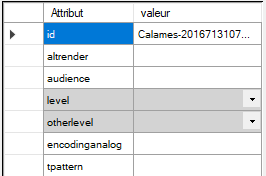 Attribut valeur
id Calames-2016713107...
altrender
audience
level
otherlevel
encodinganalog
tpattern